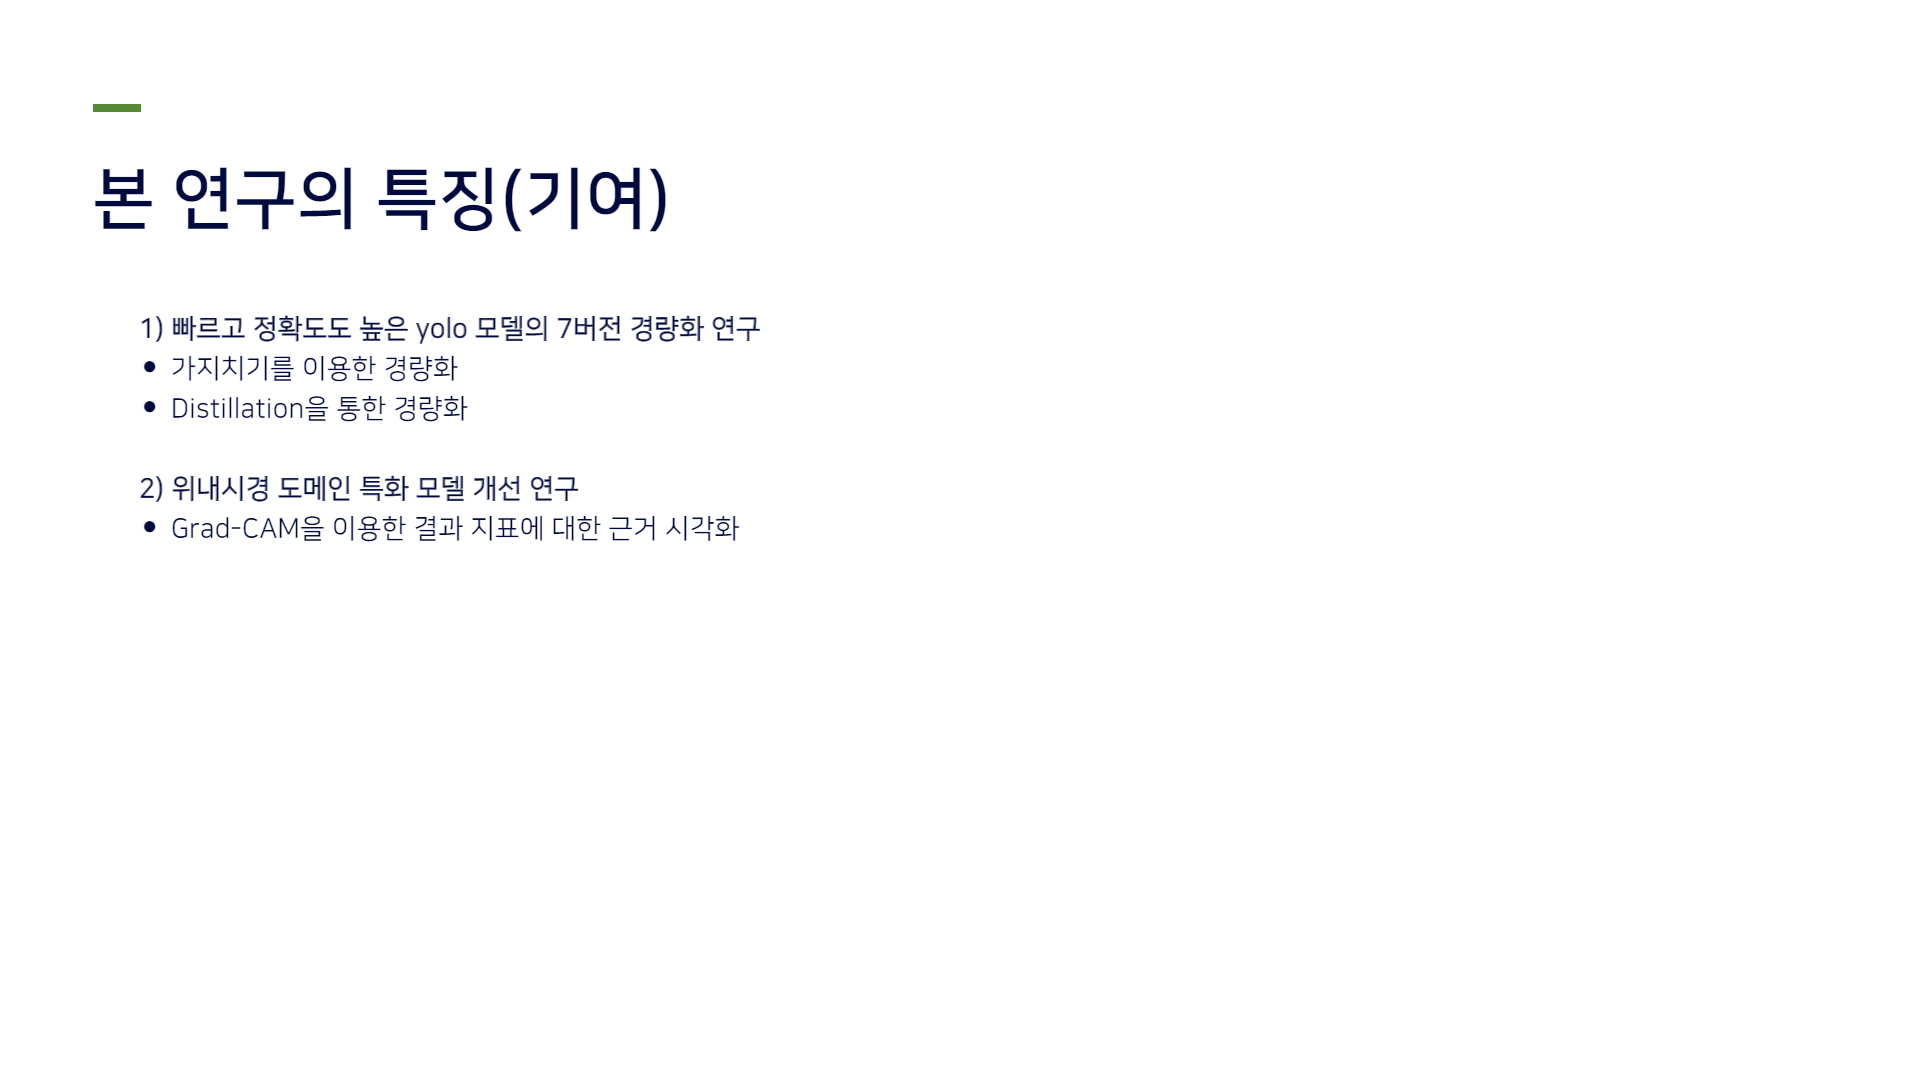 본 연구의 특징(기여)
1) 빠르고 정확도도 높은 yolo 모델의 7버전 경량화 연구
● 가지치기를 이용한 경량화
● Distillation을 통한 경량화
2) 위내시경 도메인 특화 모델 개선 연구
● Grad-CAM을 이용한 결과 지표에 대한 근거 시각화